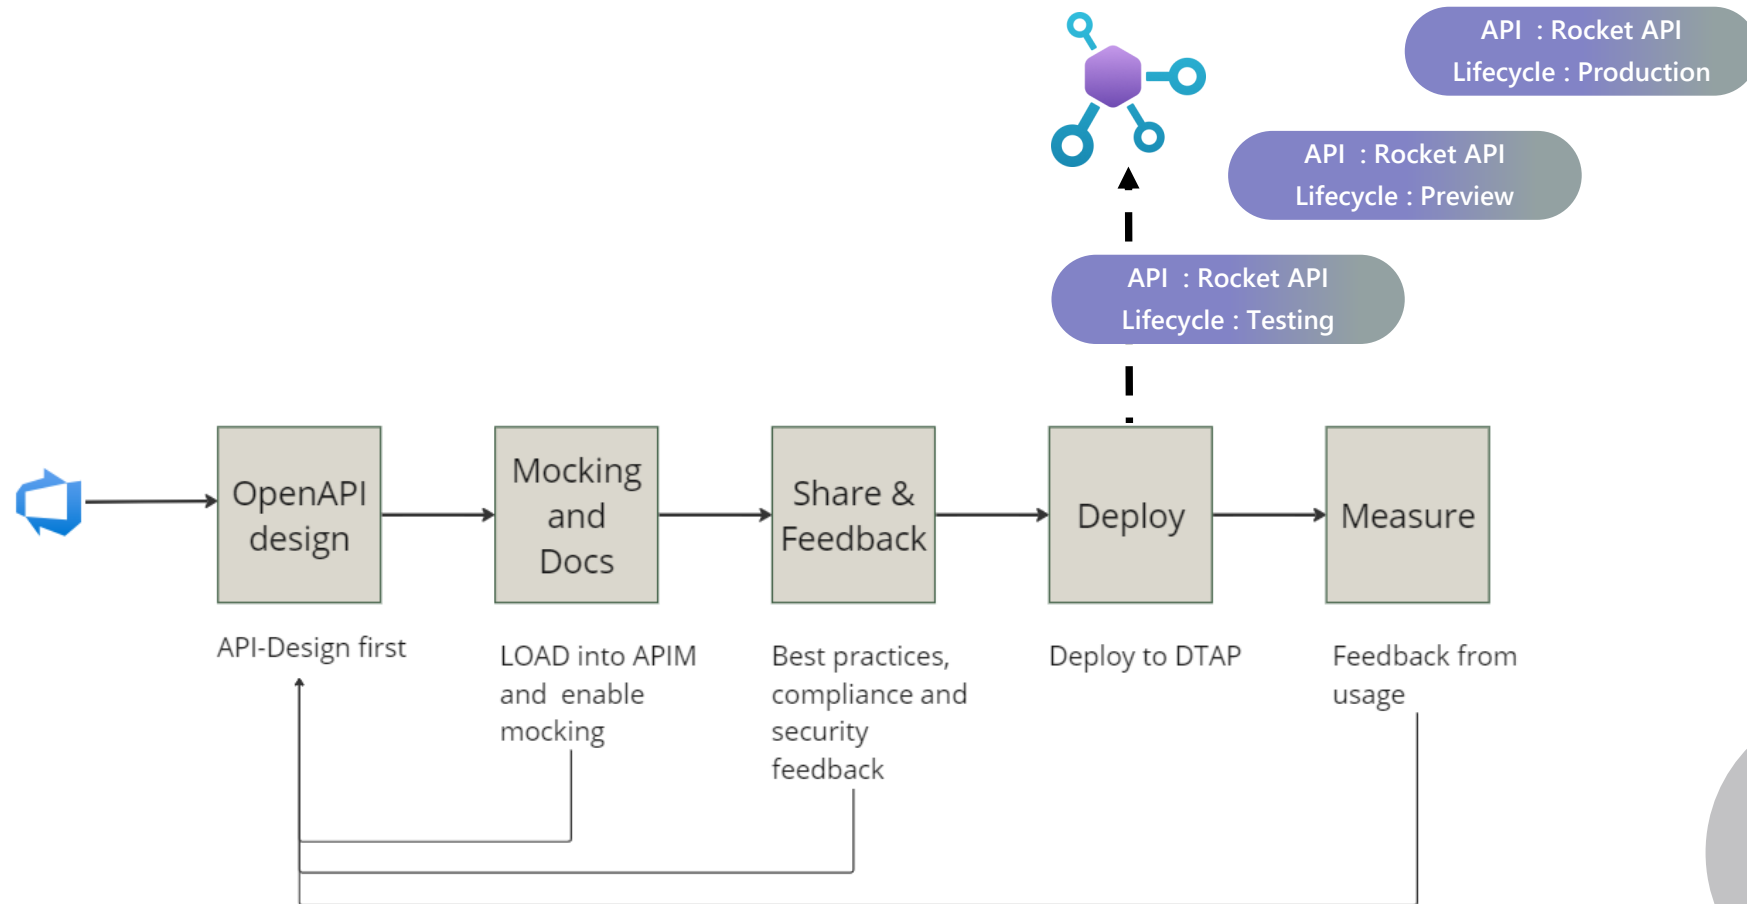 API : Rocket API
Lifecycle : Production
API : Rocket API
Lifecycle : Preview
API : Rocket API
Lifecycle : Testing
OpenAPI
design
Mocking
and
Docs
Share &
Feedback
Deploy
Measure
API-Design first
LOAD into APIM
and enable
mocking
Best practices,
compliance and
security
feedback
Deploy to DTAP
Feedback from
usage